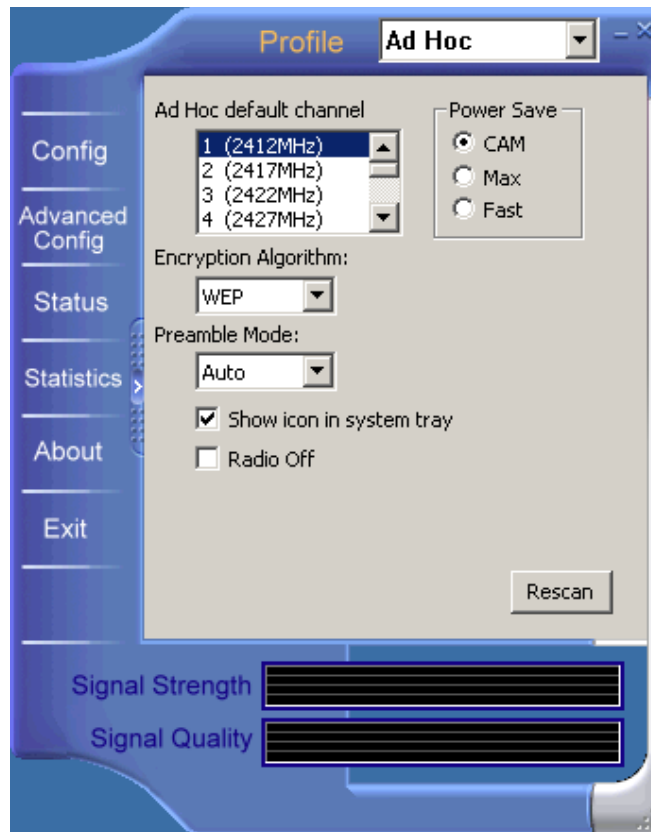 Profile
Ad Hoc
Config
Advanced
Config
Status
Statistics
About
Exit
Ad Hoc default channel
1 (2412MHz)
2 (2417MHz)
3 (2422MHz)
4 (2427MHz)
Power Save
CAM
Max
Fast
Encryption Algorithm:
WEP
Preamble Mode:
Auto
Show icon in system tray
Radio Off
Rescan
Signal Strength
Signal Quality